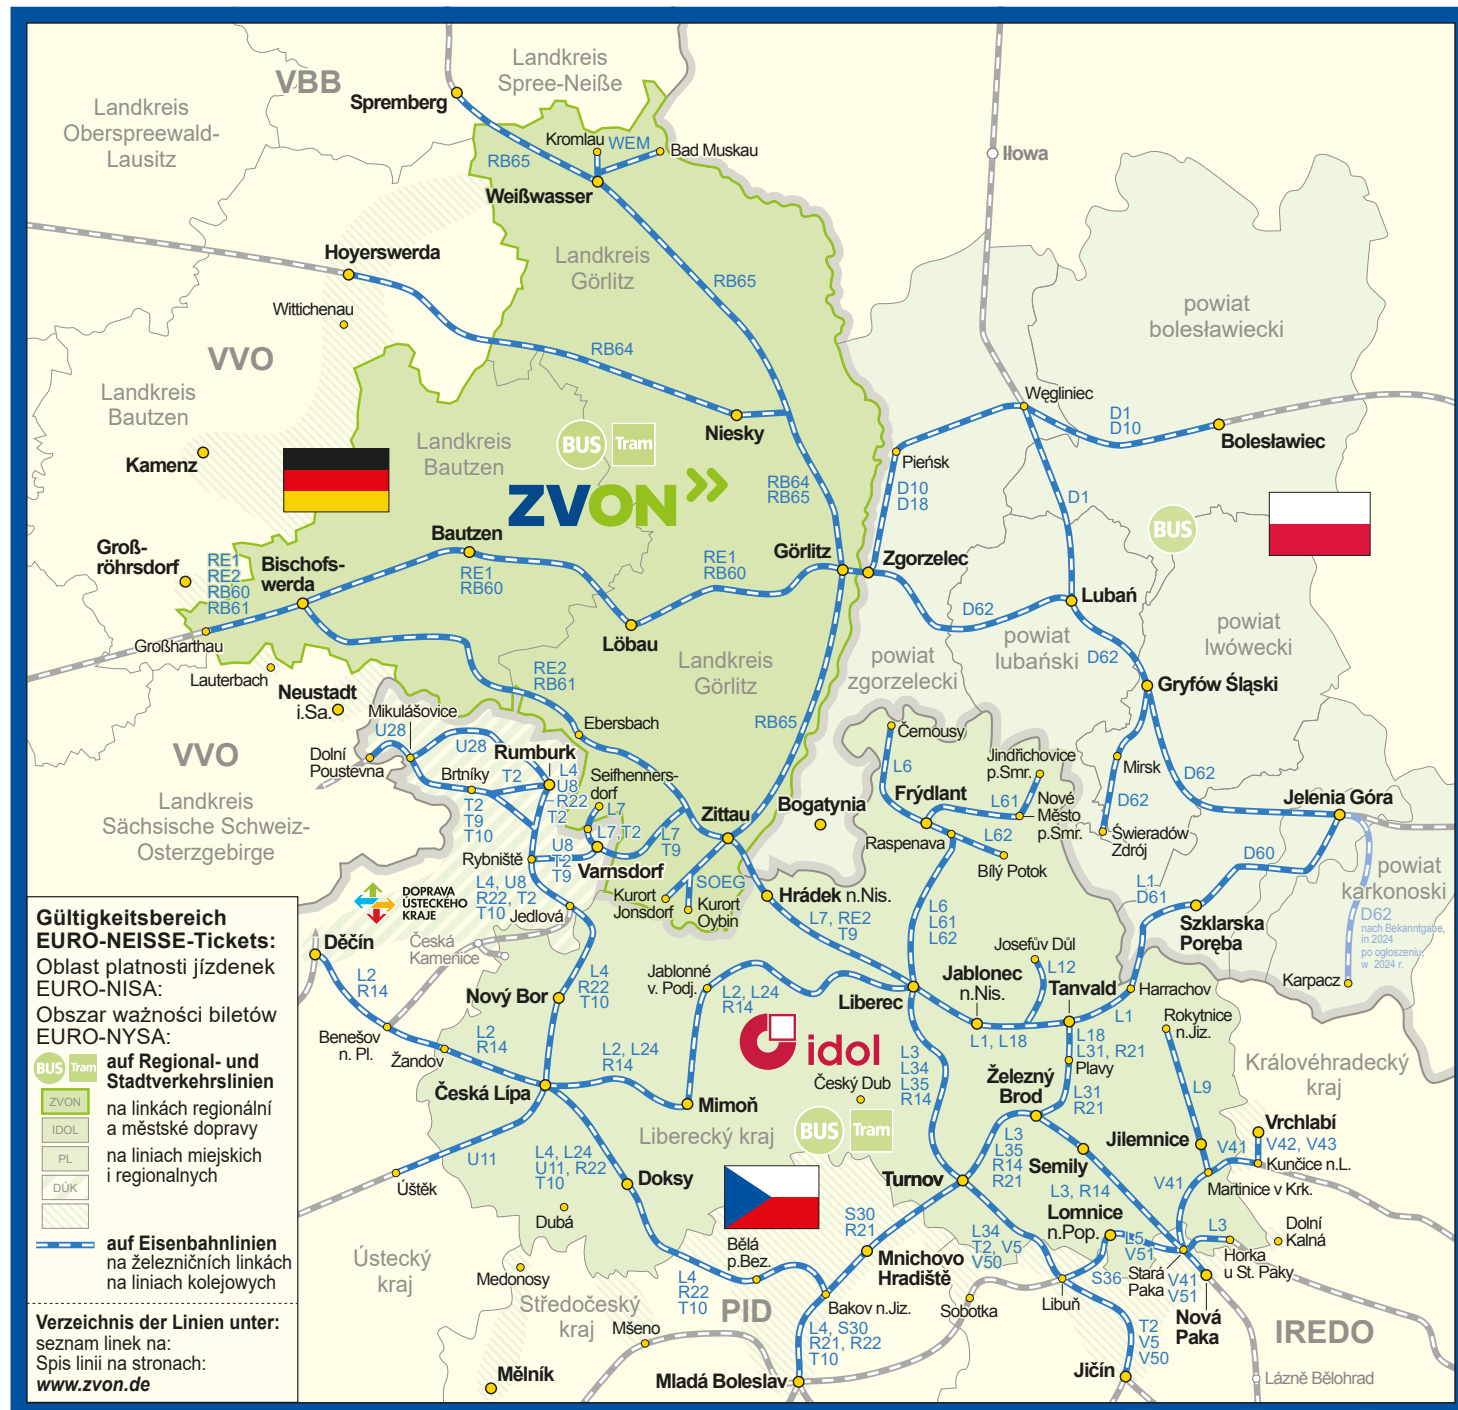 Landkreis
Spree-Neiße
VBB
Spremberg
Landkreis
Oberspreewald-
Lausitz
Kromlau
WEM
Bad Muskau
RB65
Iłowa
Weißwasser
Hoyerswerda
Landkreis
Görlitz
RB65
Wittichenau
powiat
bolesławiecki
VVO
RB64
Landkreis
Bautzen
Węgliniec
D1
D10
Bolesławiec
Niesky
BUS
Tram
Landkreis
Bautzen
Kamenz
Pieńsk
RB64
RB65
D10
D18
D1
ZVON
BUS
Groß-
röhrsdorf
Bautzen
Görlitz
Zgorzelec
RE1
RE2
RB60
RB61
Bischofs-
werda
RE1
RB60
RE1
RB60
Lubań
D62
Großharthau
Löbau
powiat
lubański
powiat
lwówecki
Landkreis
Görlitz
powiat
zgorzelecki
D62
Lauterbach
RE2
RB61
Gryfów Śląski
Neustadt
i.Sa.
Mikulášovice
U28
RB65
Ebersbach
Černousy
VVO
Dolní
Poustevna
U28
Rumburk
Jindřichovice
p.Smr.
Mirsk
L6
D62
Brtníky
T2
L4
U8
R22
T2
Seifhenners-
dorf
Landkreis
Sächsische Schweiz-
Osterzgebirge
T2
T9
T10
L7
Bogatynia
Frýdlant
L61
Nové
Město
p.Smr.
D62
Jelenia Góra
Zittau
L7,T2
L7
T9
Raspenava
L62
Świeradów
Zdrój
U8
T2
T9
Rybniště
Varnsdorf
Bílý Potok
D60
powiat
karkonoski
DOPRAVA
ÚSTECKÉHO
KRAJE
L4, U8
R22, T2
T10
SOEG
Kurort
Jonsdorf
Kurort
Oybin
Hrádek n.Nis.
L1
D61
Jedlová
L7, RE2
T9
L6
L61
L62
Szklarska
Poręba
D62
nach Bekanntgabe,
in 2024
po ogłoszeniu,
w 2024 r.
Děčín
Česká
Kamenice
Josefův Důl
L12
Jablonné
v. Podj.
Jablonec
n.Nis.
Tanvald
Karpacz
L2
R14
L4
R22
T10
Nový Bor
L2, L24
R14
Liberec
Harrachov
L1
Rokytnice
n.Jiz.
Benešov
n. Pl.
L2
R14
L1, L18
L18
L31, R21
idol
Žandov
L2, L24
R14
L3
L34
L35
R14
Plavy
Královéhradecký
kraj
Český Dub
Železný
Brod
L31
R21
L9
Česká Lípa
Mimoň
Vrchlabí
BUS
Tram
Liberecký kraj
L3
L35
R14
R21
Jilemnice
V41
V42, V43
Kunčice n.L.
U11
L4, L24
U11, R22
T10
Semily
Úštěk
Doksy
Turnov
L3, R14
V41
Martinice v Krk.
Lomnice
n.Pop.
Dubá
S30
R21
L34
T2, V5
V50
L5
V51
L3
Dolní
Kalná
Ústecký
kraj
Bělá
p.Bez.
Mnichovo
Hradiště
S36
Stará
Paka
Horka
u St. Paky
Medonosy
L4
R22
T10
V41
V51
Středočeský
kraj
PID
Bakov n.Jiz.
Sobotka
Libuň
Nová
Paka
IREDO
Mšeno
L4, S30
R21, R22
T10
T2
V5
V50
Mělník
Mladá Boleslav
Jičín
Lázně Bělohrad
Gültigkeitsbereich
EURO-NEISSE-Tickets:
Oblast platnosti jízdenek
EURO-NISA:
Obszar ważności biletów
EURO-NYSA:
BUS
Tram
auf Regional- und
Stadtverkehrslinien
ZVON
na linkách regionální
IDOL
a městské dopravy
PL
na liniach miejskich
i regionalnych
DÚK
auf Eisenbahnlinien
na železničních linkách
na liniach kolejowych
Verzeichnis der Linien unter:
seznam linek na:
Spis linii na stronach:
www.zvon.de